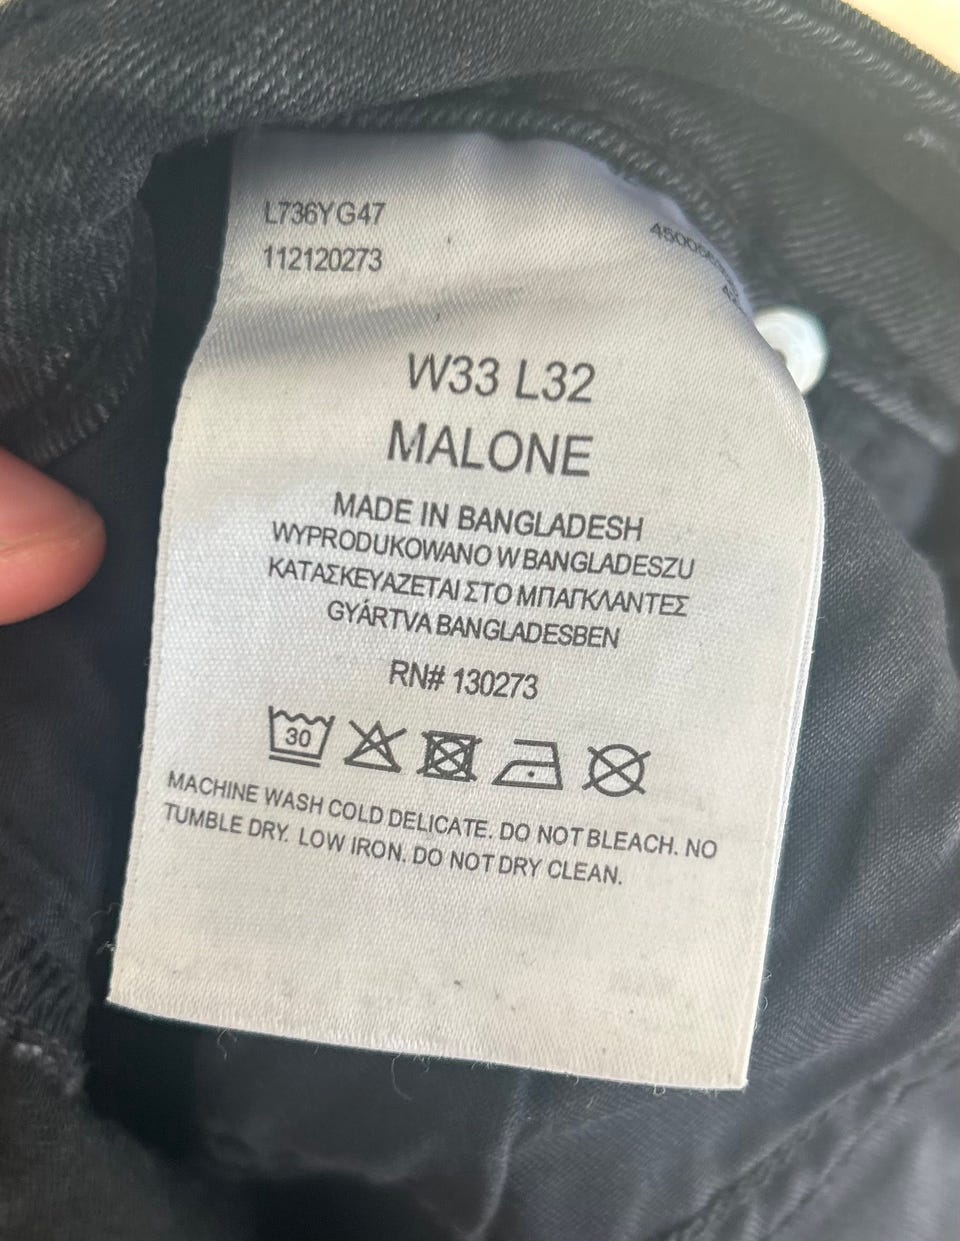 L736YG47
112120273
W33 L32
MALONE
MADE IN BANGLADESH
WYPRODUKOWANO W BANGLADESZU
ΚΑΤΑΣΚΕΥΑΖΕΤΑΙ ΣΤΟ ΜΠΑΓΚΛΑΝΤΕΣ
GYÁRTVA BANGLADESBEN
RN# 130273
30
MACHINE WASH COLD DELICATE. DO NOT BLEACH. NO
TUMBLE DRY. LOW IRON. DO NOT DRY CLEAN.